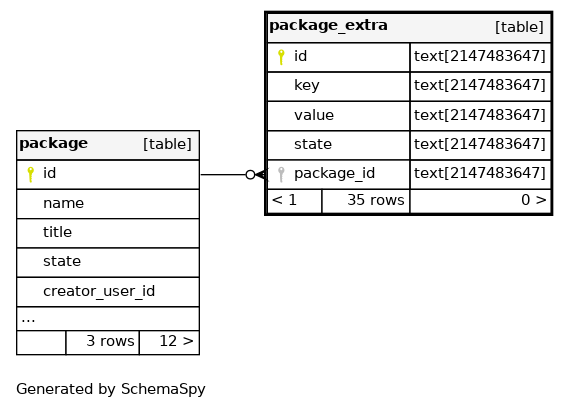 package_extra [table]
id text[2147483647]
key text[2147483647]
value text[2147483647]
state text[2147483647]
package_id text[2147483647]
< 1 35 rows 0 >
package [table]
id
name
title
state
creator_user_id
...
3 rows 12 >
Generated by SchemaSpy